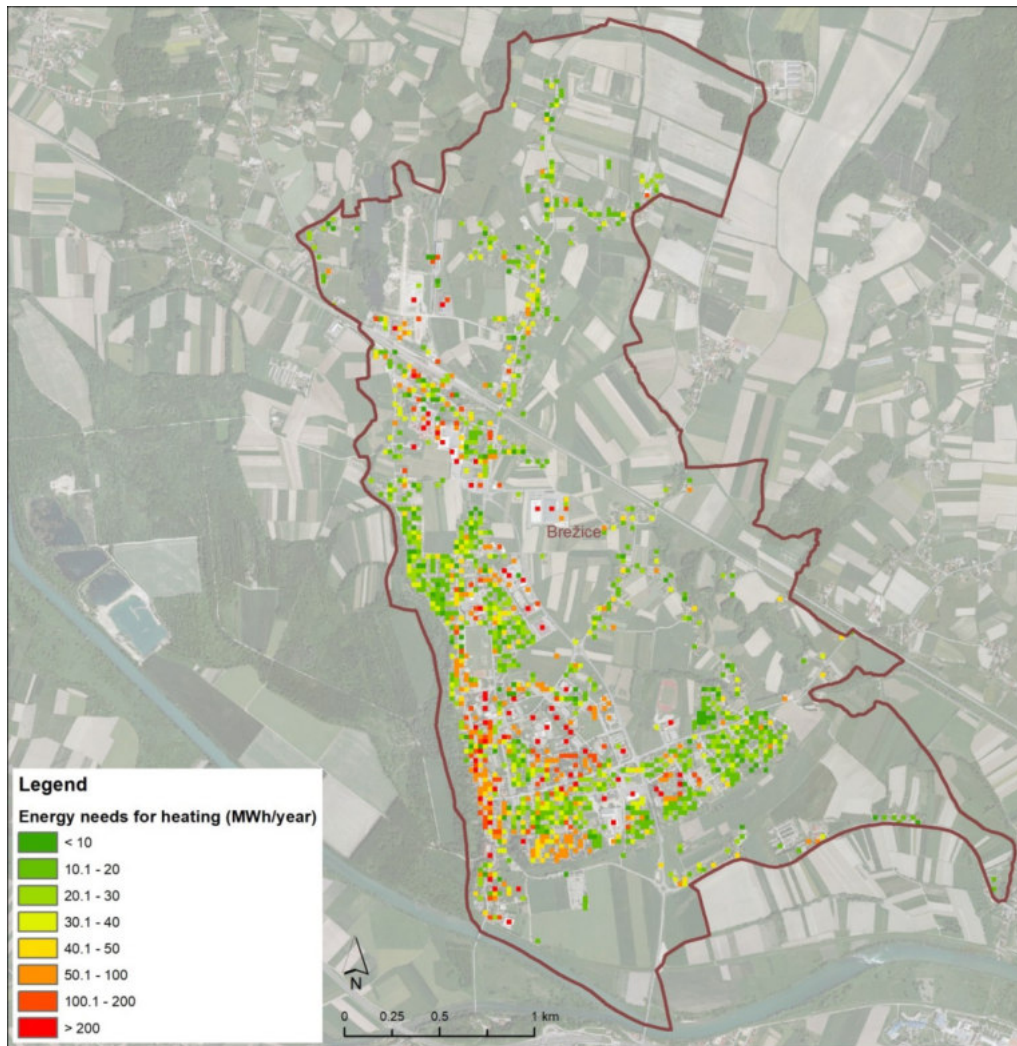 Brežice
Legend
Energy needs for heating (MWh/year)
< 10
10.1 - 20
20.1 - 30
30.1 - 40
40.1 - 50
50.1 - 100
100.1 - 200
> 200
N
0 0.25 0.5 1 km